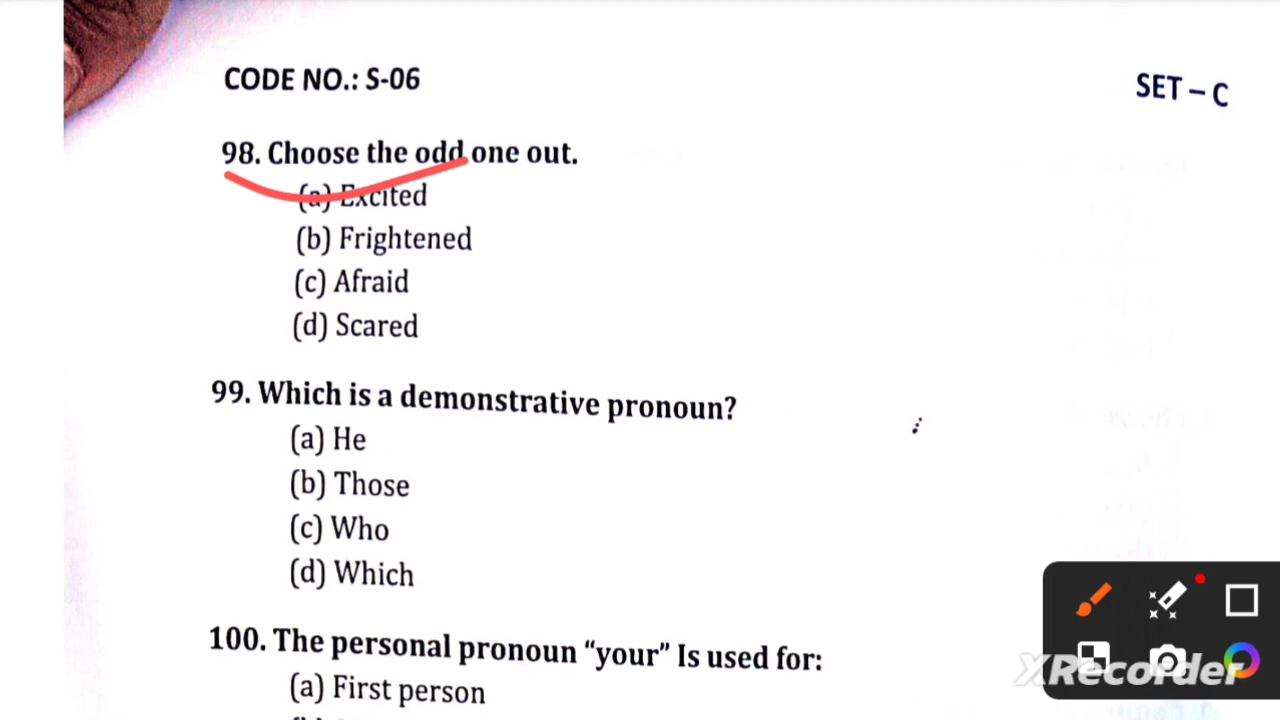 CODE NO.: S-06
SET – C
98. Choose the odd one out.
(a) Excited
(b) Frightened
(c) Afraid
(d) Scared
99. Which is a demonstrative pronoun?
(a) He
(b) Those
(c) Who
(d) Which
100. The personal pronoun “your” Is used for:
(a) First person
XRecorder